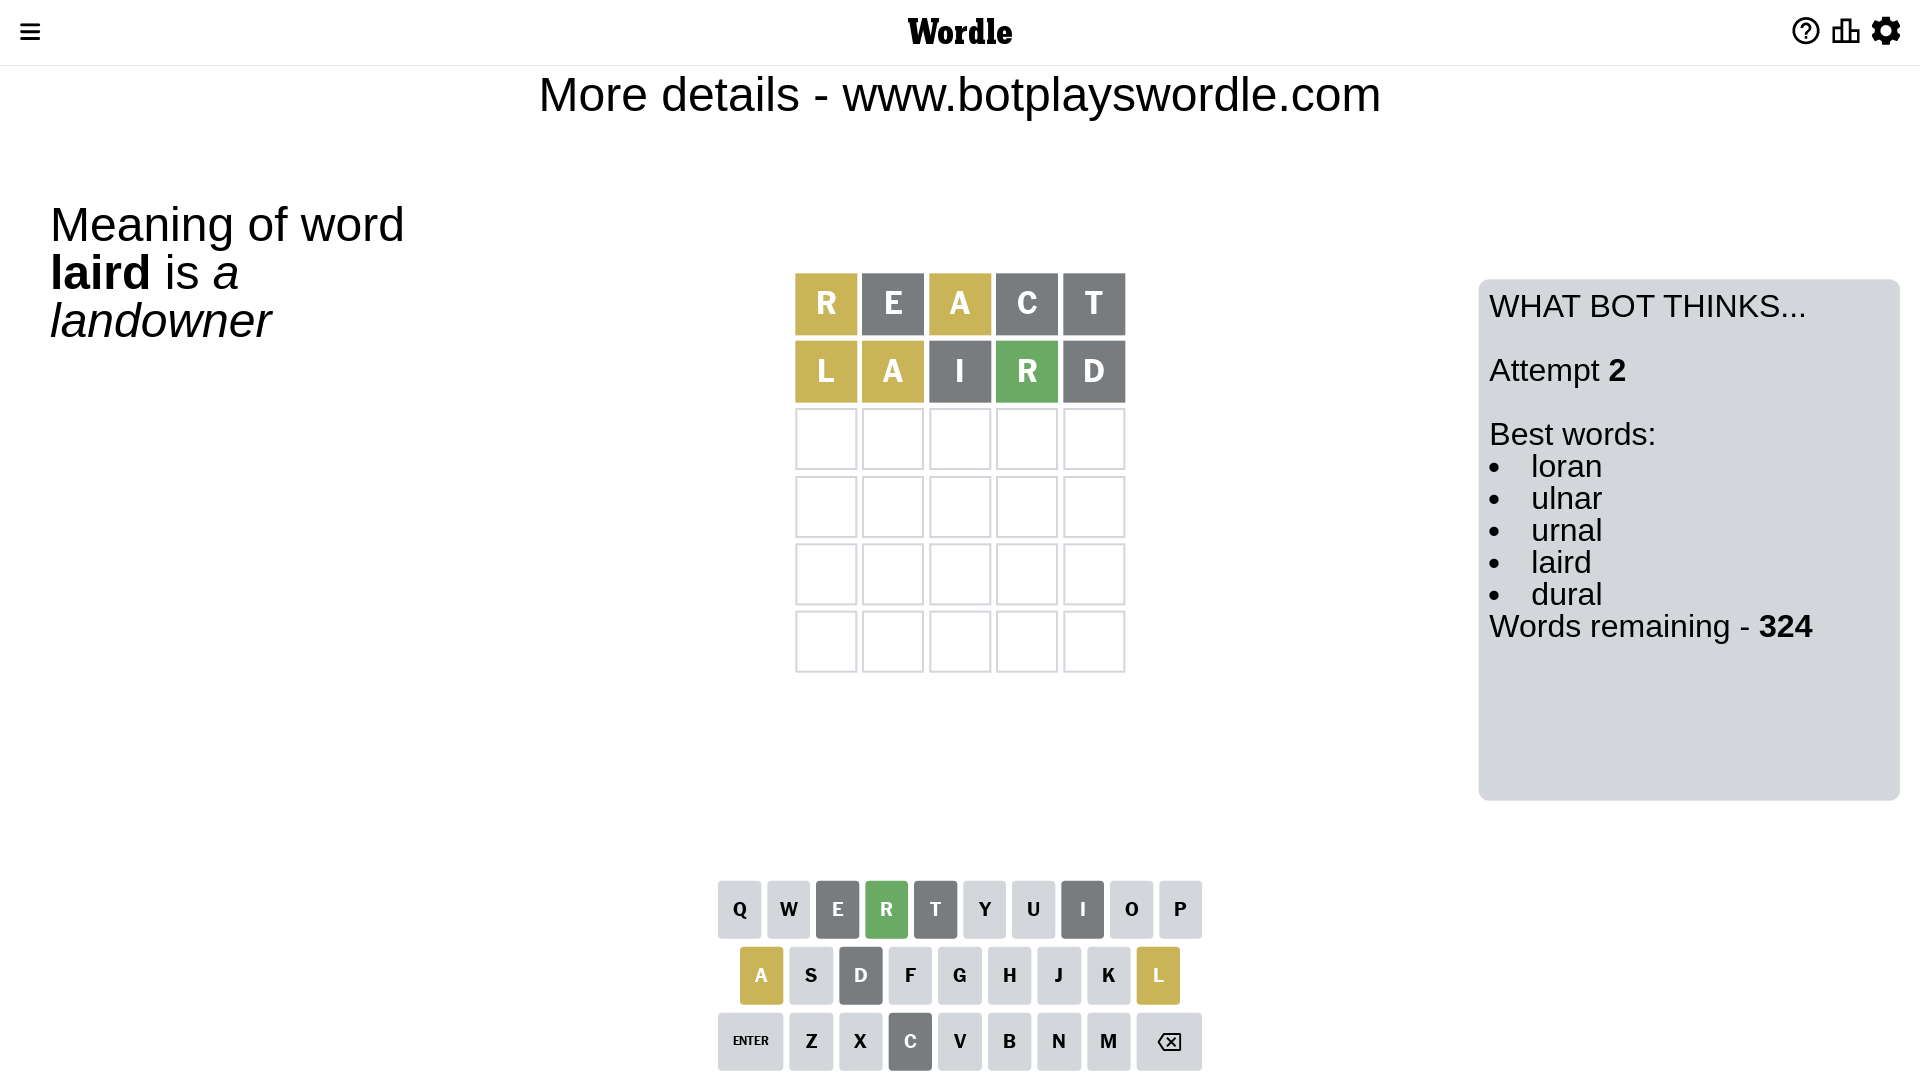 Wordle
More details - www.botplayswordle.com
Meaning of word
laird is a
landowner
R E A C T
L A I R D
WHAT BOT THINKS...
Attempt 2
Best words:
• loran
• ulnar
• urnal
• laird
• dural
Words remaining - 324
Q W E R T Y U I O P
A S D F G H J K L
ENTER Z X C V B N M